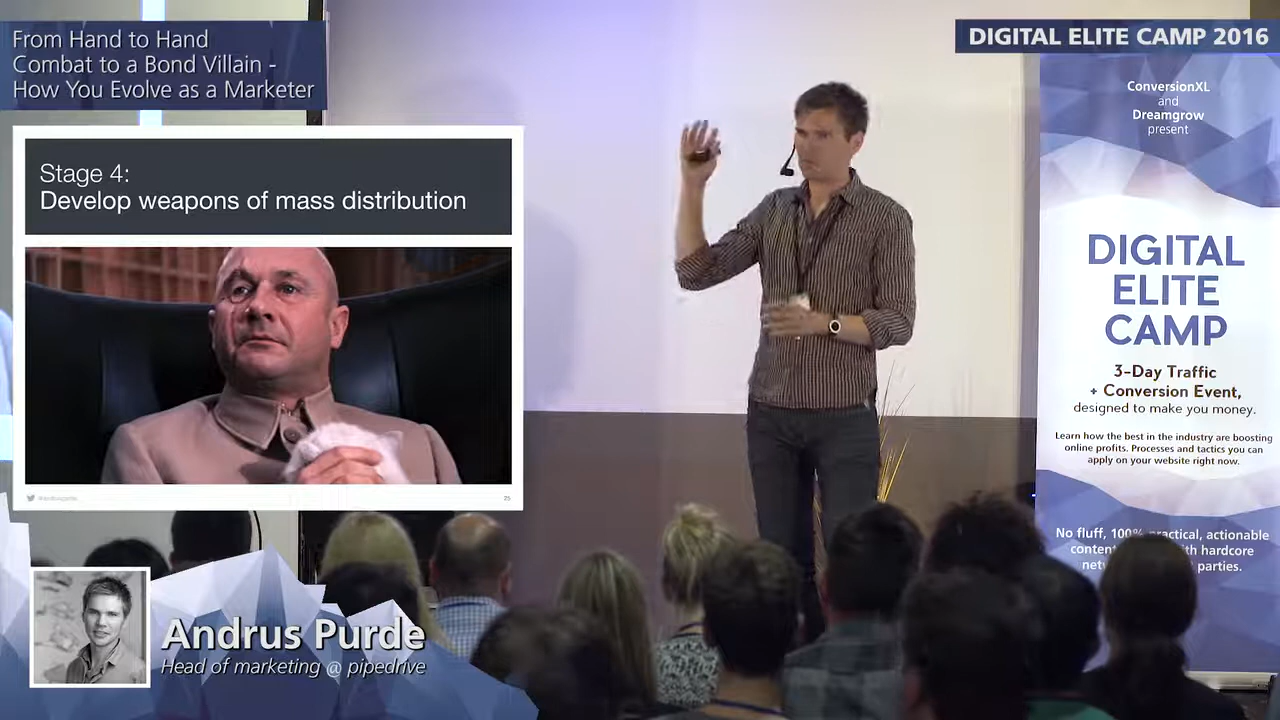 From Hand to Hand
Combat to a Bond Villain -
How You Evolve as a Marketer
DIGITAL ELITE CAMP 2016
Stage 4:
Develop weapons of mass distribution
25
ConversionXL
and
Dreamgrow
present
DIGITAL
ELITE
CAMP
3-Day Traffic
+ Conversion Event,
designed to make you money.
Learn how the best in the industry are boosting
online profits. Processes and tactics you can
apply on your website right now.
No fluff, 100% practical, actionable
hardcore
parties.
Andrus Purde
Head of marketing @ pipedrive